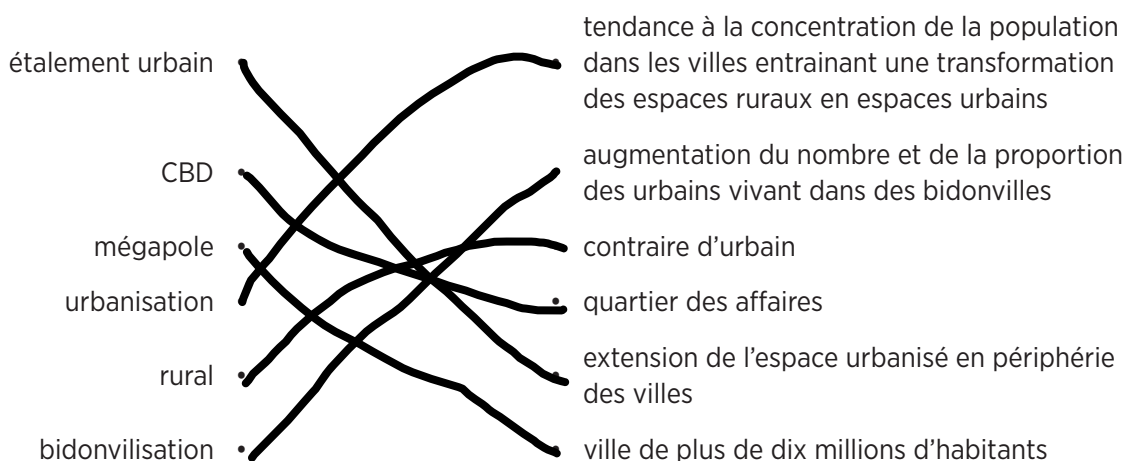 étalement urbain
CBD
mégapole
urbanisation
rural
bidonvilisation
tendance à la concentration de la population
dans les villes entrainant une transformation
des espaces ruraux en espaces urbains
augmentation du nombre et de la proportion
des urbains vivant dans des bidonvilles
contraire d’urbain
quartier des affaires
extension de l’espace urbanisé en périphérie
des villes
ville de plus de dix millions d’habitants